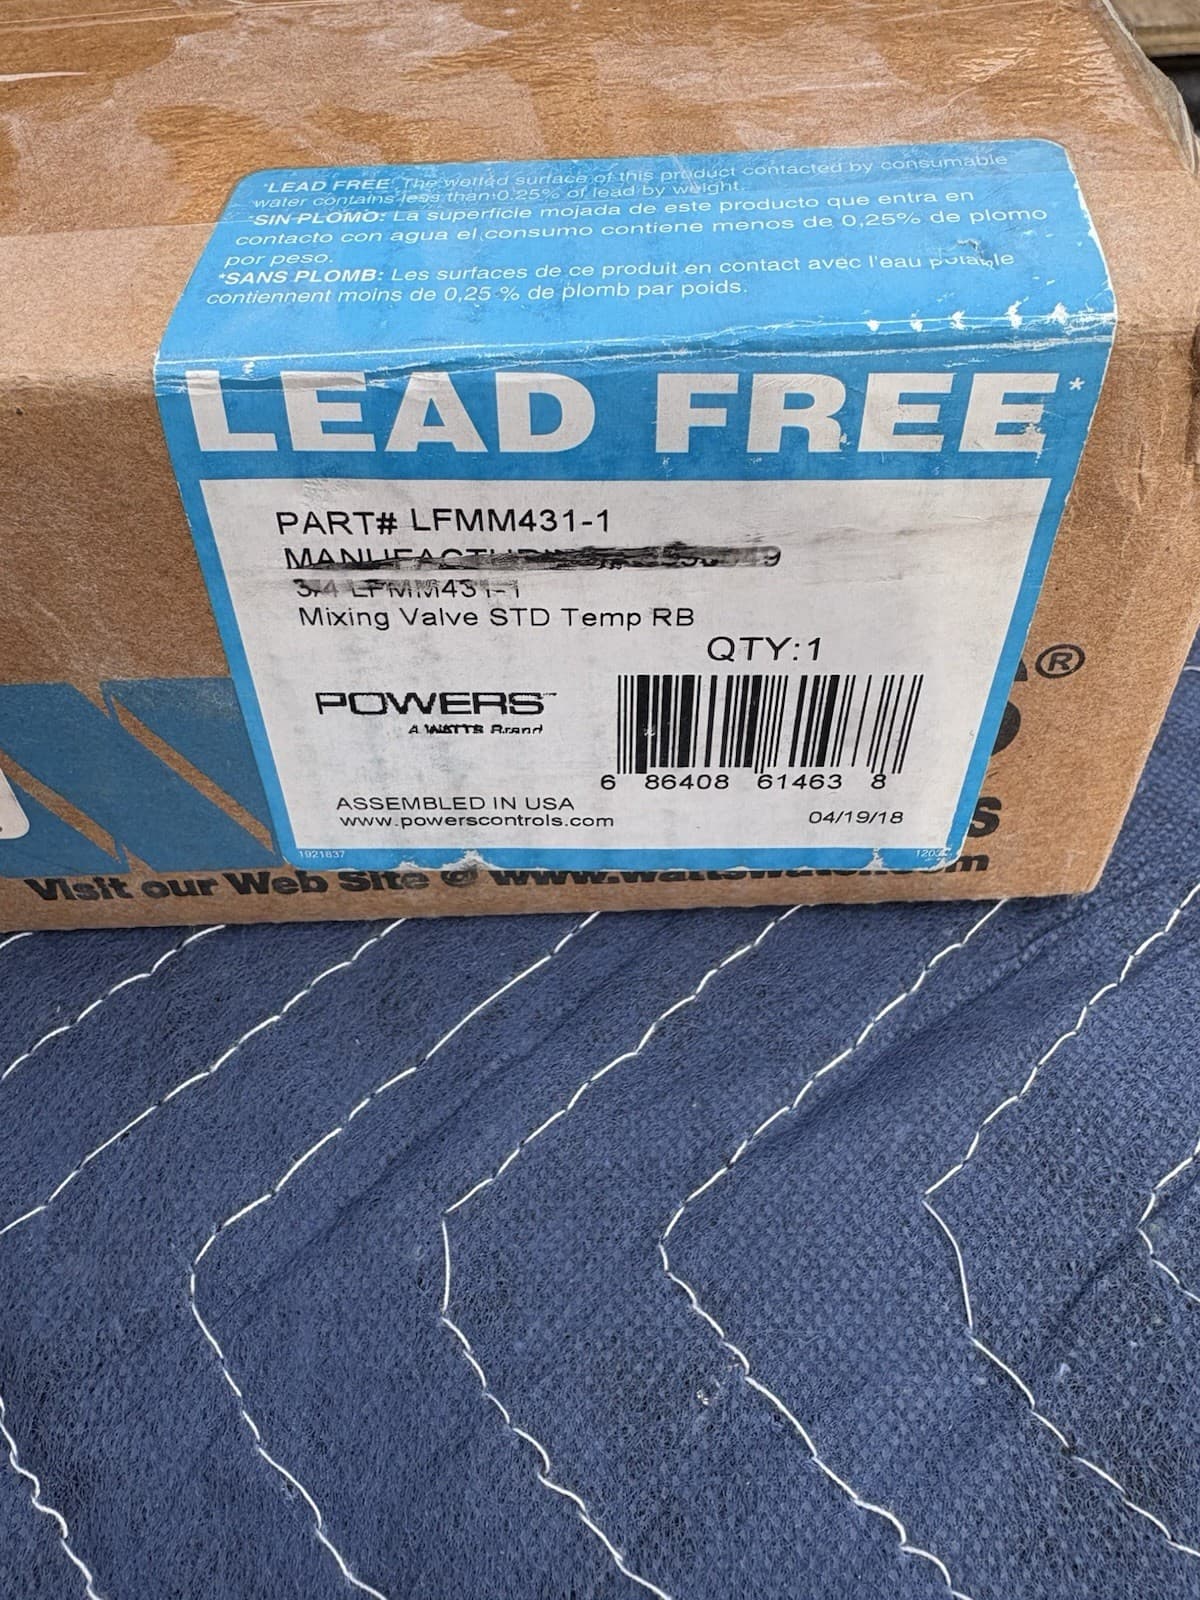 *LEAD FREE: The wetted surface of this product contacted by consumable
water contains less than 0.25% of lead by weight.
*SIN PLOMO: La superficie mojada de este producto que entra en
contacto con agua el consumo contiene menos de 0,25% de plomo
por peso.
*SANS PLOMB: Les surfaces de ce produit en contact avec l'eau potable
contiennent moins de 0,25 % de plomb par poids.
LEAD FREE*
PART# LFMM431-1
3/4 LFMM431-1
Mixing Valve STD Temp RB
QTY:1
®
POWERS™
A WATTS Brand
6 86408 61463 8
ASSEMBLED IN USA
www.powerscontrols.com
04/19/18
S
1921837
Visit our Web Site @